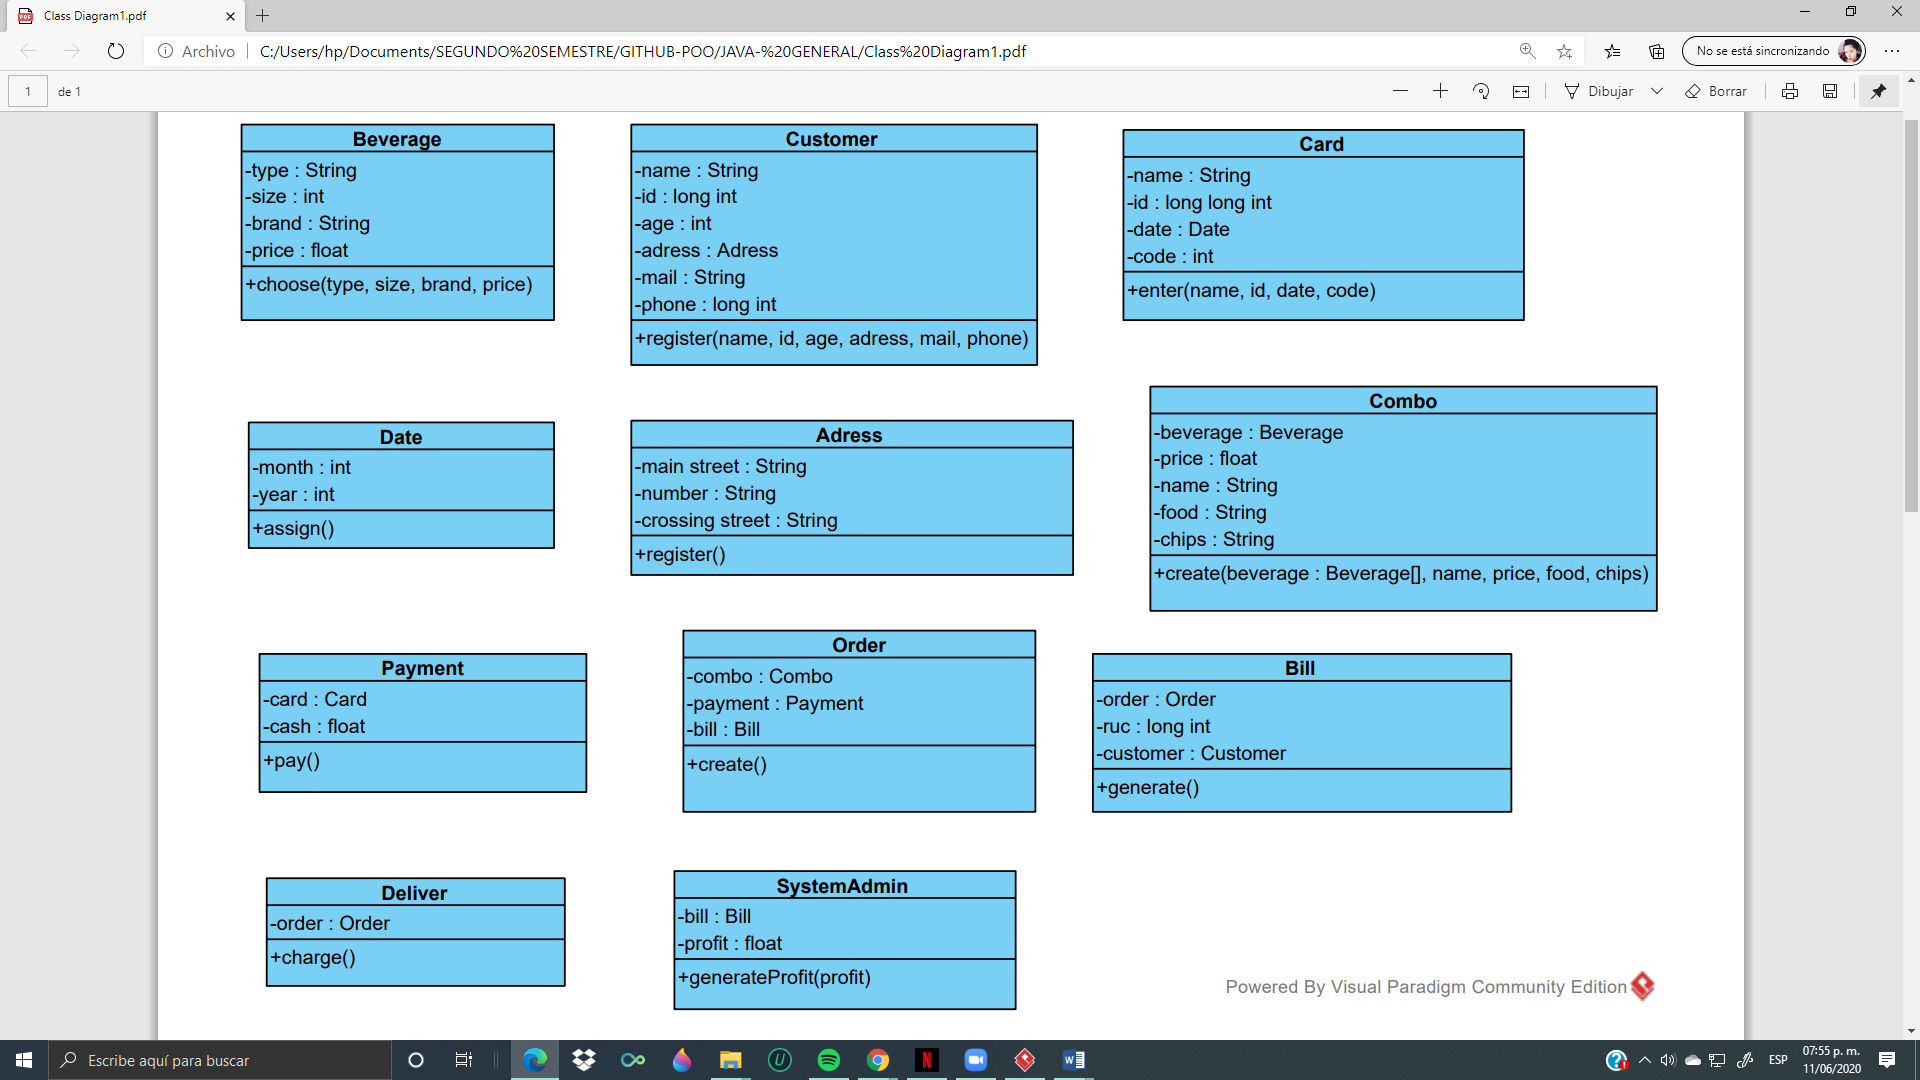 Class Diagram1.pdf
Archivo
C:/Users/hp/Documents/SEGUNDO%20SEMESTRE/GITHUB-POO/JAVA-%20GENERAL/Class%20Diagram1.pdf
No se está sincronizando
1 de 1
Dibujar
Borrar
Beverage
-type : String
-size : int
-brand : String
-price : float
+choose(type, size, brand, price)
Customer
-name : String
-id : long int
-age : int
-adress : Adress
-mail : String
-phone : long int
+register(name, id, age, adress, mail, phone)
Card
-name : String
-id : long long int
-date : Date
-code : int
+enter(name, id, date, code)
Date
-month : int
-year : int
+assign()
Adress
-main street : String
-number : String
-crossing street : String
+register()
Combo
-beverage : Beverage
-price : float
-name : String
-food : String
-chips : String
+create(beverage : Beverage[], name, price, food, chips)
Payment
-card : Card
-cash : float
+pay()
Order
-combo : Combo
-payment : Payment
-bill : Bill
+create()
Bill
-order : Order
-ruc : long int
-customer : Customer
+generate()
Deliver
-order : Order
+charge()
SystemAdmin
-bill : Bill
-profit : float
+generateProfit(profit)
Powered By Visual Paradigm Community Edition
Escribe aquí para buscar
ESP
07:55 p. m.
11/06/2020